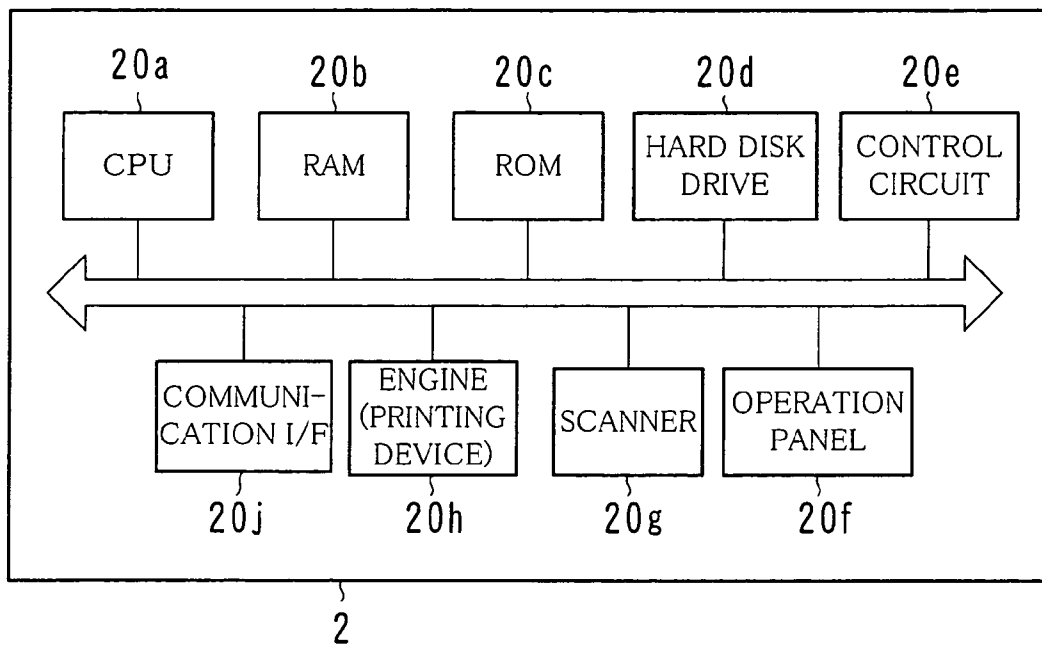 20a 20b 20c 20d 20e
CPU
RAM
ROM
HARD DISK
DRIVE
CONTROL
CIRCUIT
COMMUNI-
CATION I/F
ENGINE
(PRINTING
DEVICE)
SCANNER
OPERATION
PANEL
20j 20h 20g 20f
2